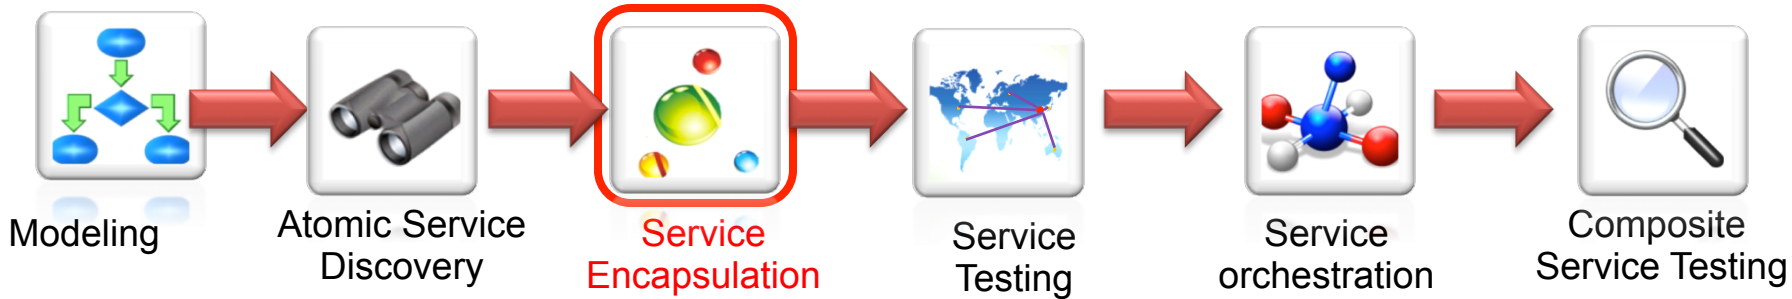 Modeling
Atomic Service
Discovery
Service
Encapsulation
Service
Testing
Service
orchestration
Composite
Service Testing